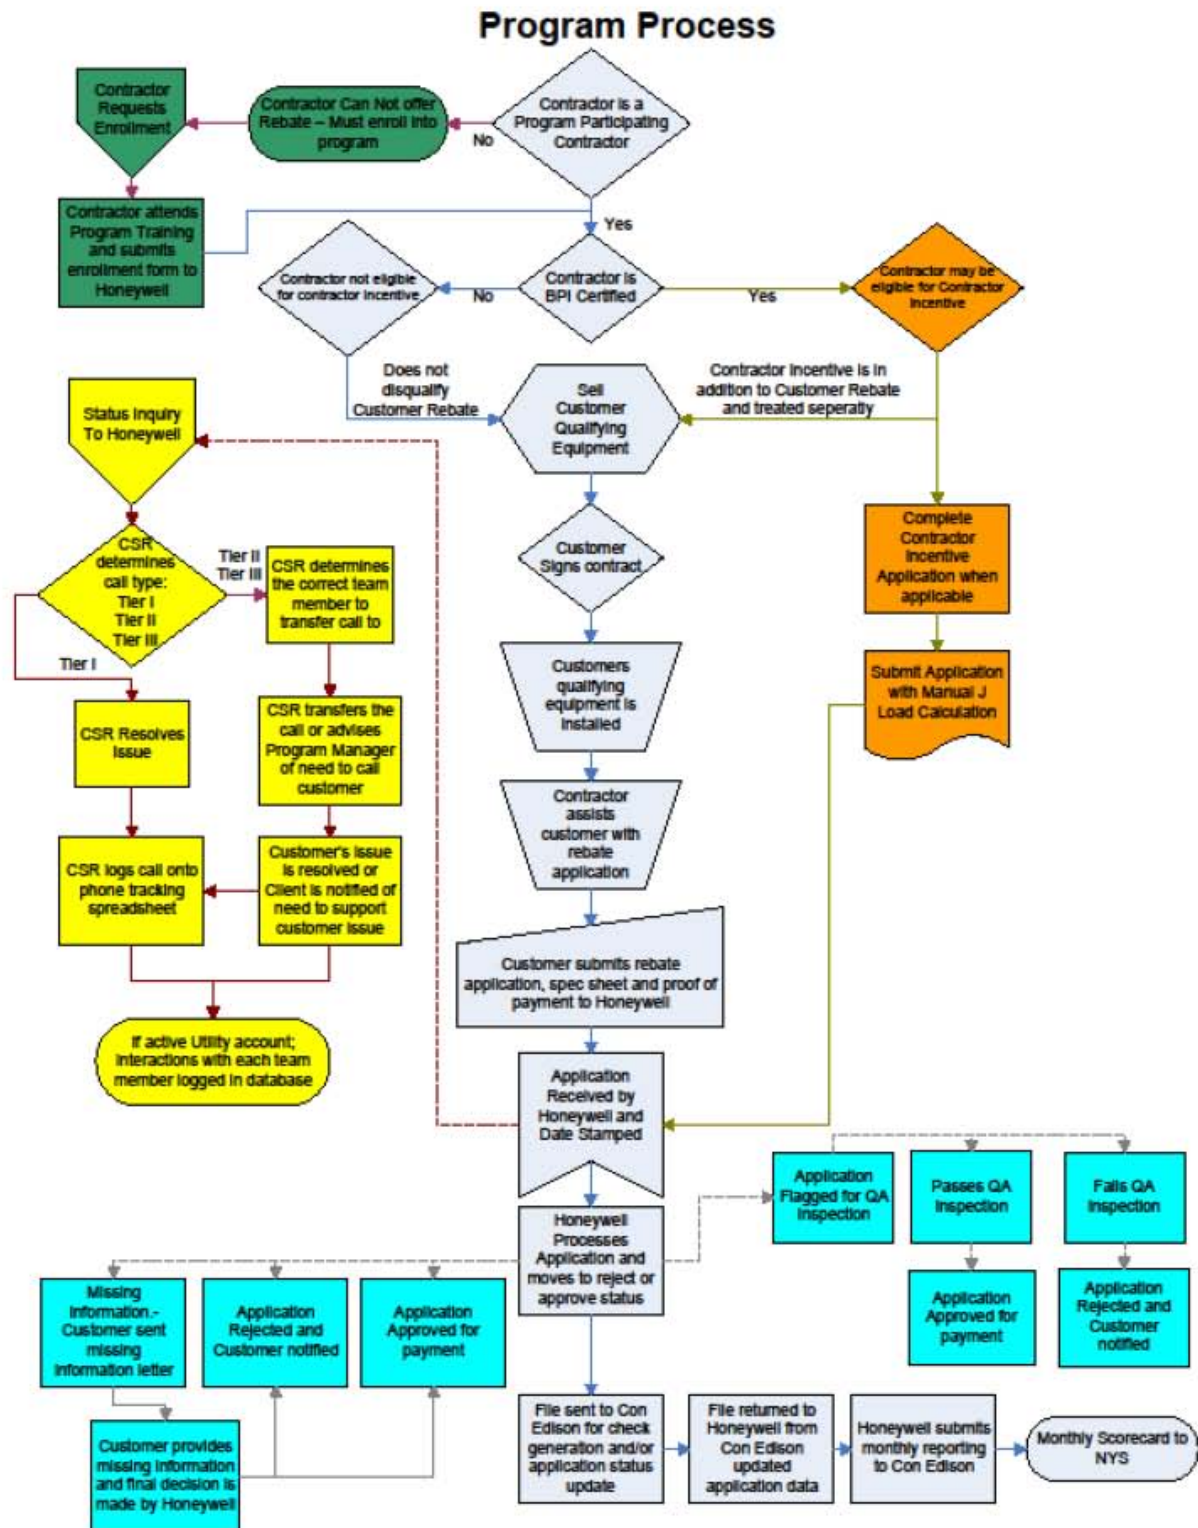 Program Process
Contractor
Requests
Enrollment
Contractor Can Not offer
Rebate – Must enroll into
program
No
Contractor is a
Program Participating
Contractor
Contractor attends
Program Training
and submits
enrollment form to
Honeywell
Yes
Contractor not eligible
for contractor incentive
No
Contractor is
BPI Certified
Yes
Contractor may be
eligible for Contractor
Incentive
Does not
disqualify
Customer Rebate
Sell
Customer
Qualifying
Equipment
Contractor Incentive is in
addition to Customer Rebate
and treated seperatly
Status Inquiry
To Honeywell
CSR
determines
call type:
Tier I
Tier II
Tier III
Tier II
Tier III
CSR determines
the correct team
member to
transfer call to
Customer
Signs contract
Complete
Contractor
Incentive
Application when
applicable
Tier I
CSR Resolves
Issue
CSR transfers the
call or advises
Program Manager
of need to call
customer
Customers
qualifying
equipment is
installed
Submit Application
with Manual J
Load Calculation
Contractor
assists
customer with
rebate
application
CSR logs call onto
phone tracking
spreadsheet
Customer's issue
is resolved or
Client is notified of
need to support
customer issue
Customer submits rebate
application, spec sheet and proof of
payment to Honeywell
If active Utility account;
interactions with each team
member logged in database
Application
Received by
Honeywell and
Date Stamped
Application
Flagged for QA
Inspection
Passes QA
Inspection
Fails QA
Inspection
Honeywell
Processes
Application and
moves to reject or
approve status
Missing
Information.-
Customer sent
missing
information letter
Application
Rejected and
Customer notified
Application
Approved for
payment
Application
Approved for
payment
Application
Rejected and
Customer
notified
Customer provides
missing information
and final decision is
made by Honeywell
File sent to Con
Edison for check
generation and/or
application status
update
File returned to
Honeywell from
Con Edison
updated
application data
Honeywell submits
monthly reporting
to Con Edison
Monthly Scorecard to
NYS